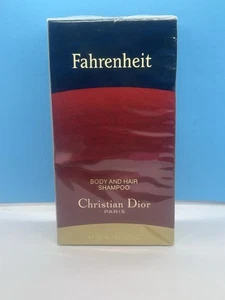 Fahrenheit
BODY AND HAIR
SHAMPOO
Christian Dior
PARIS